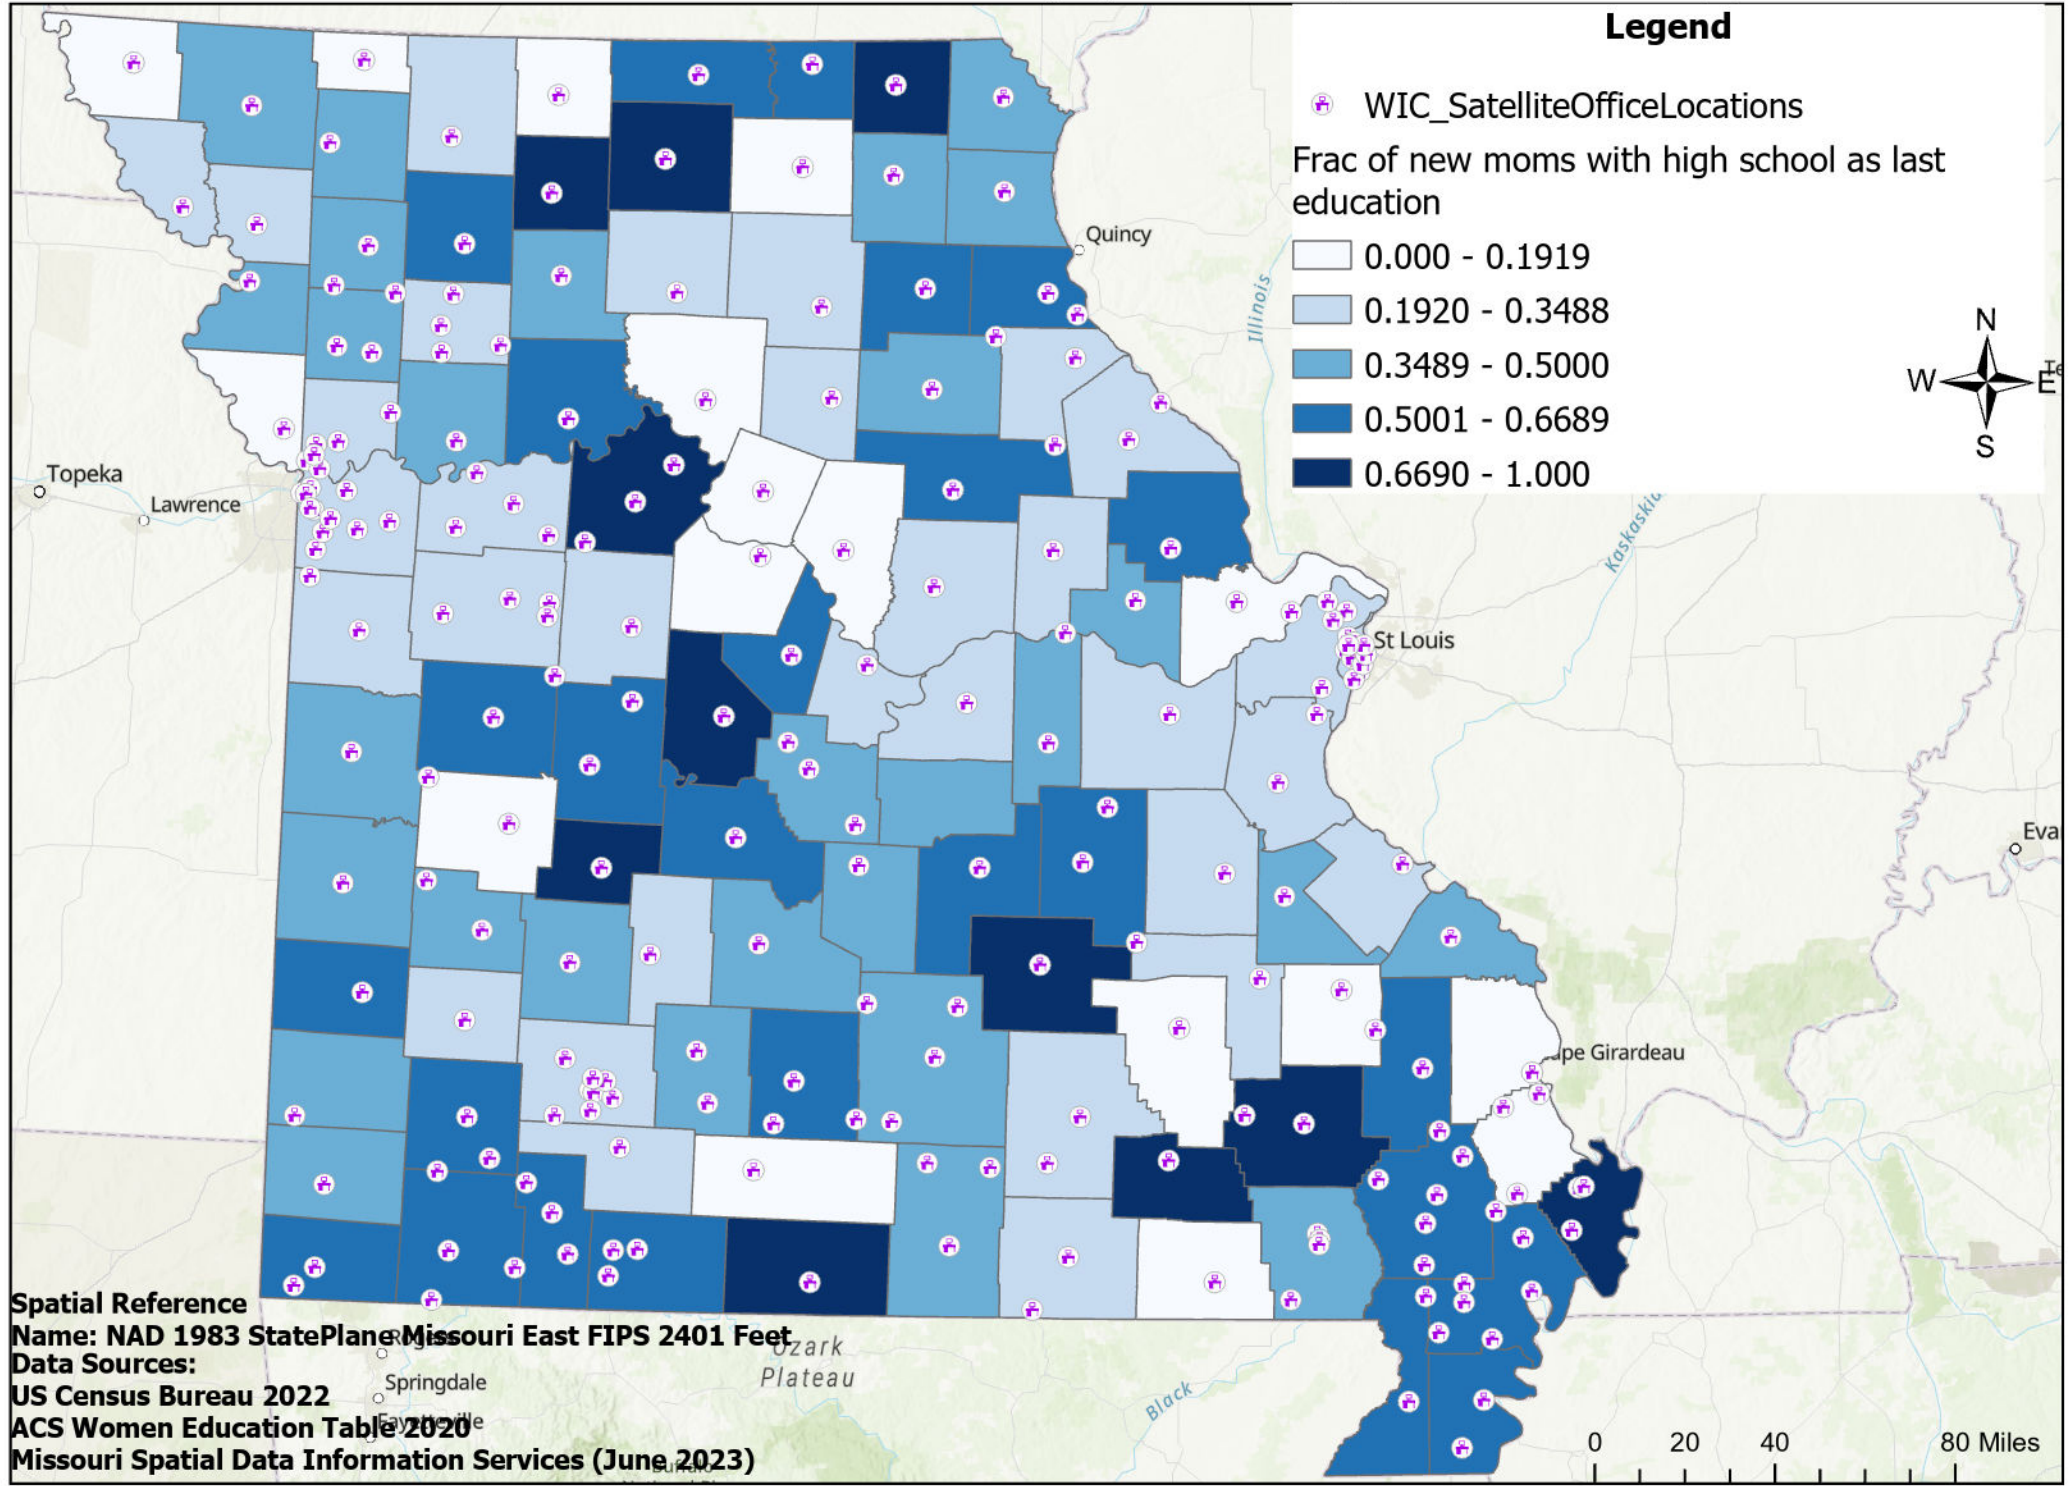 Legend
WIC_SatelliteOfficeLocations
Frac of new moms with high school as last
education
0.000 - 0.1919
0.1920 - 0.3488
0.3489 - 0.5000
0.5001 - 0.6689
0.6690 - 1.000
N
W
E
S
Quincy
Illinois
Topeka
Lawrence
Kaskaskia
St Louis
Eva
ape Girardeau
Spatial Reference
Name: NAD 1983 StatePlane Missouri East FIPS 2401 Feet
Data Sources:
US Census Bureau 2022
ACS Women Education Table 2020
Missouri Spatial Data Information Services (June 2023)
Springdale
Fayetteville
Ozark
Plateau
Black
0 20 40 80 Miles